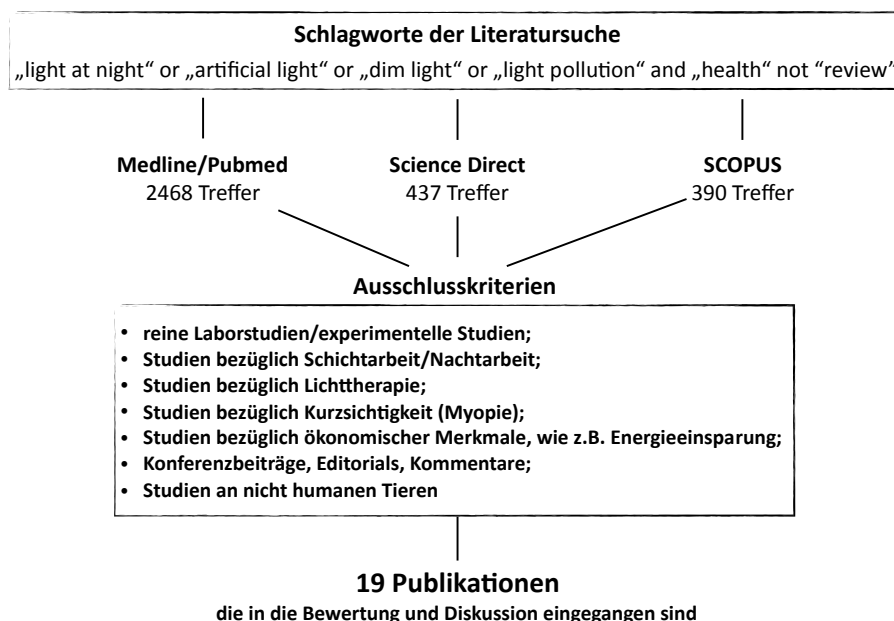 Schlagworte der Literatursuche
„light at night“ or „artificial light“ or „dim light“ or „light pollution“ and „health“ not “review”
Medline/Pubmed
2468 Treffer
Science Direct
437 Treffer
SCOPUS
390 Treffer
Ausschlusskriterien
• reine Laborstudien/experimentelle Studien;
• Studien bezüglich Schichtarbeit/Nachtarbeit;
• Studien bezüglich Lichttherapie;
• Studien bezüglich Kurzsichtigkeit (Myopie);
• Studien bezüglich ökonomischer Merkmale, wie z.B. Energieeinsparung;
• Konferenzbeiträge, Editorials, Kommentare;
• Studien an nicht humanen Tieren
19 Publikationen
die in die Bewertung und Diskussion eingegangen sind